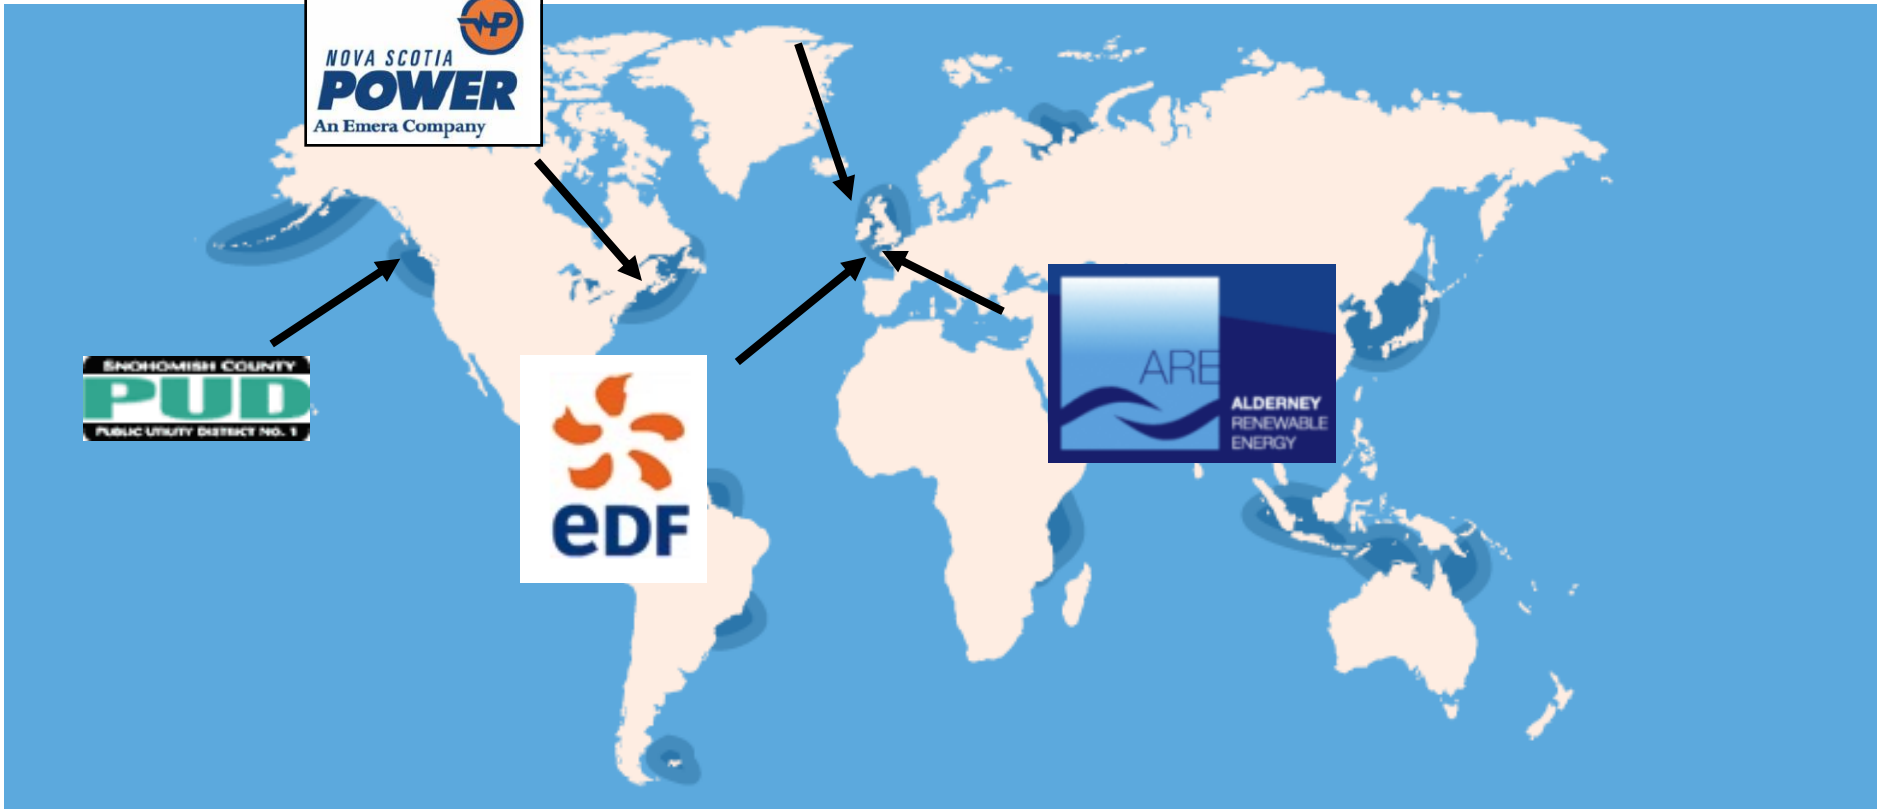 NP
NOVA SCOTIA
POWER
An Emera Company
SNOHOMISH COUNTY
PUD
PUBLIC UTILITY DISTRICT NO. 1
eDF
ARE
ALDERNEY
RENEWABLE
ENERGY